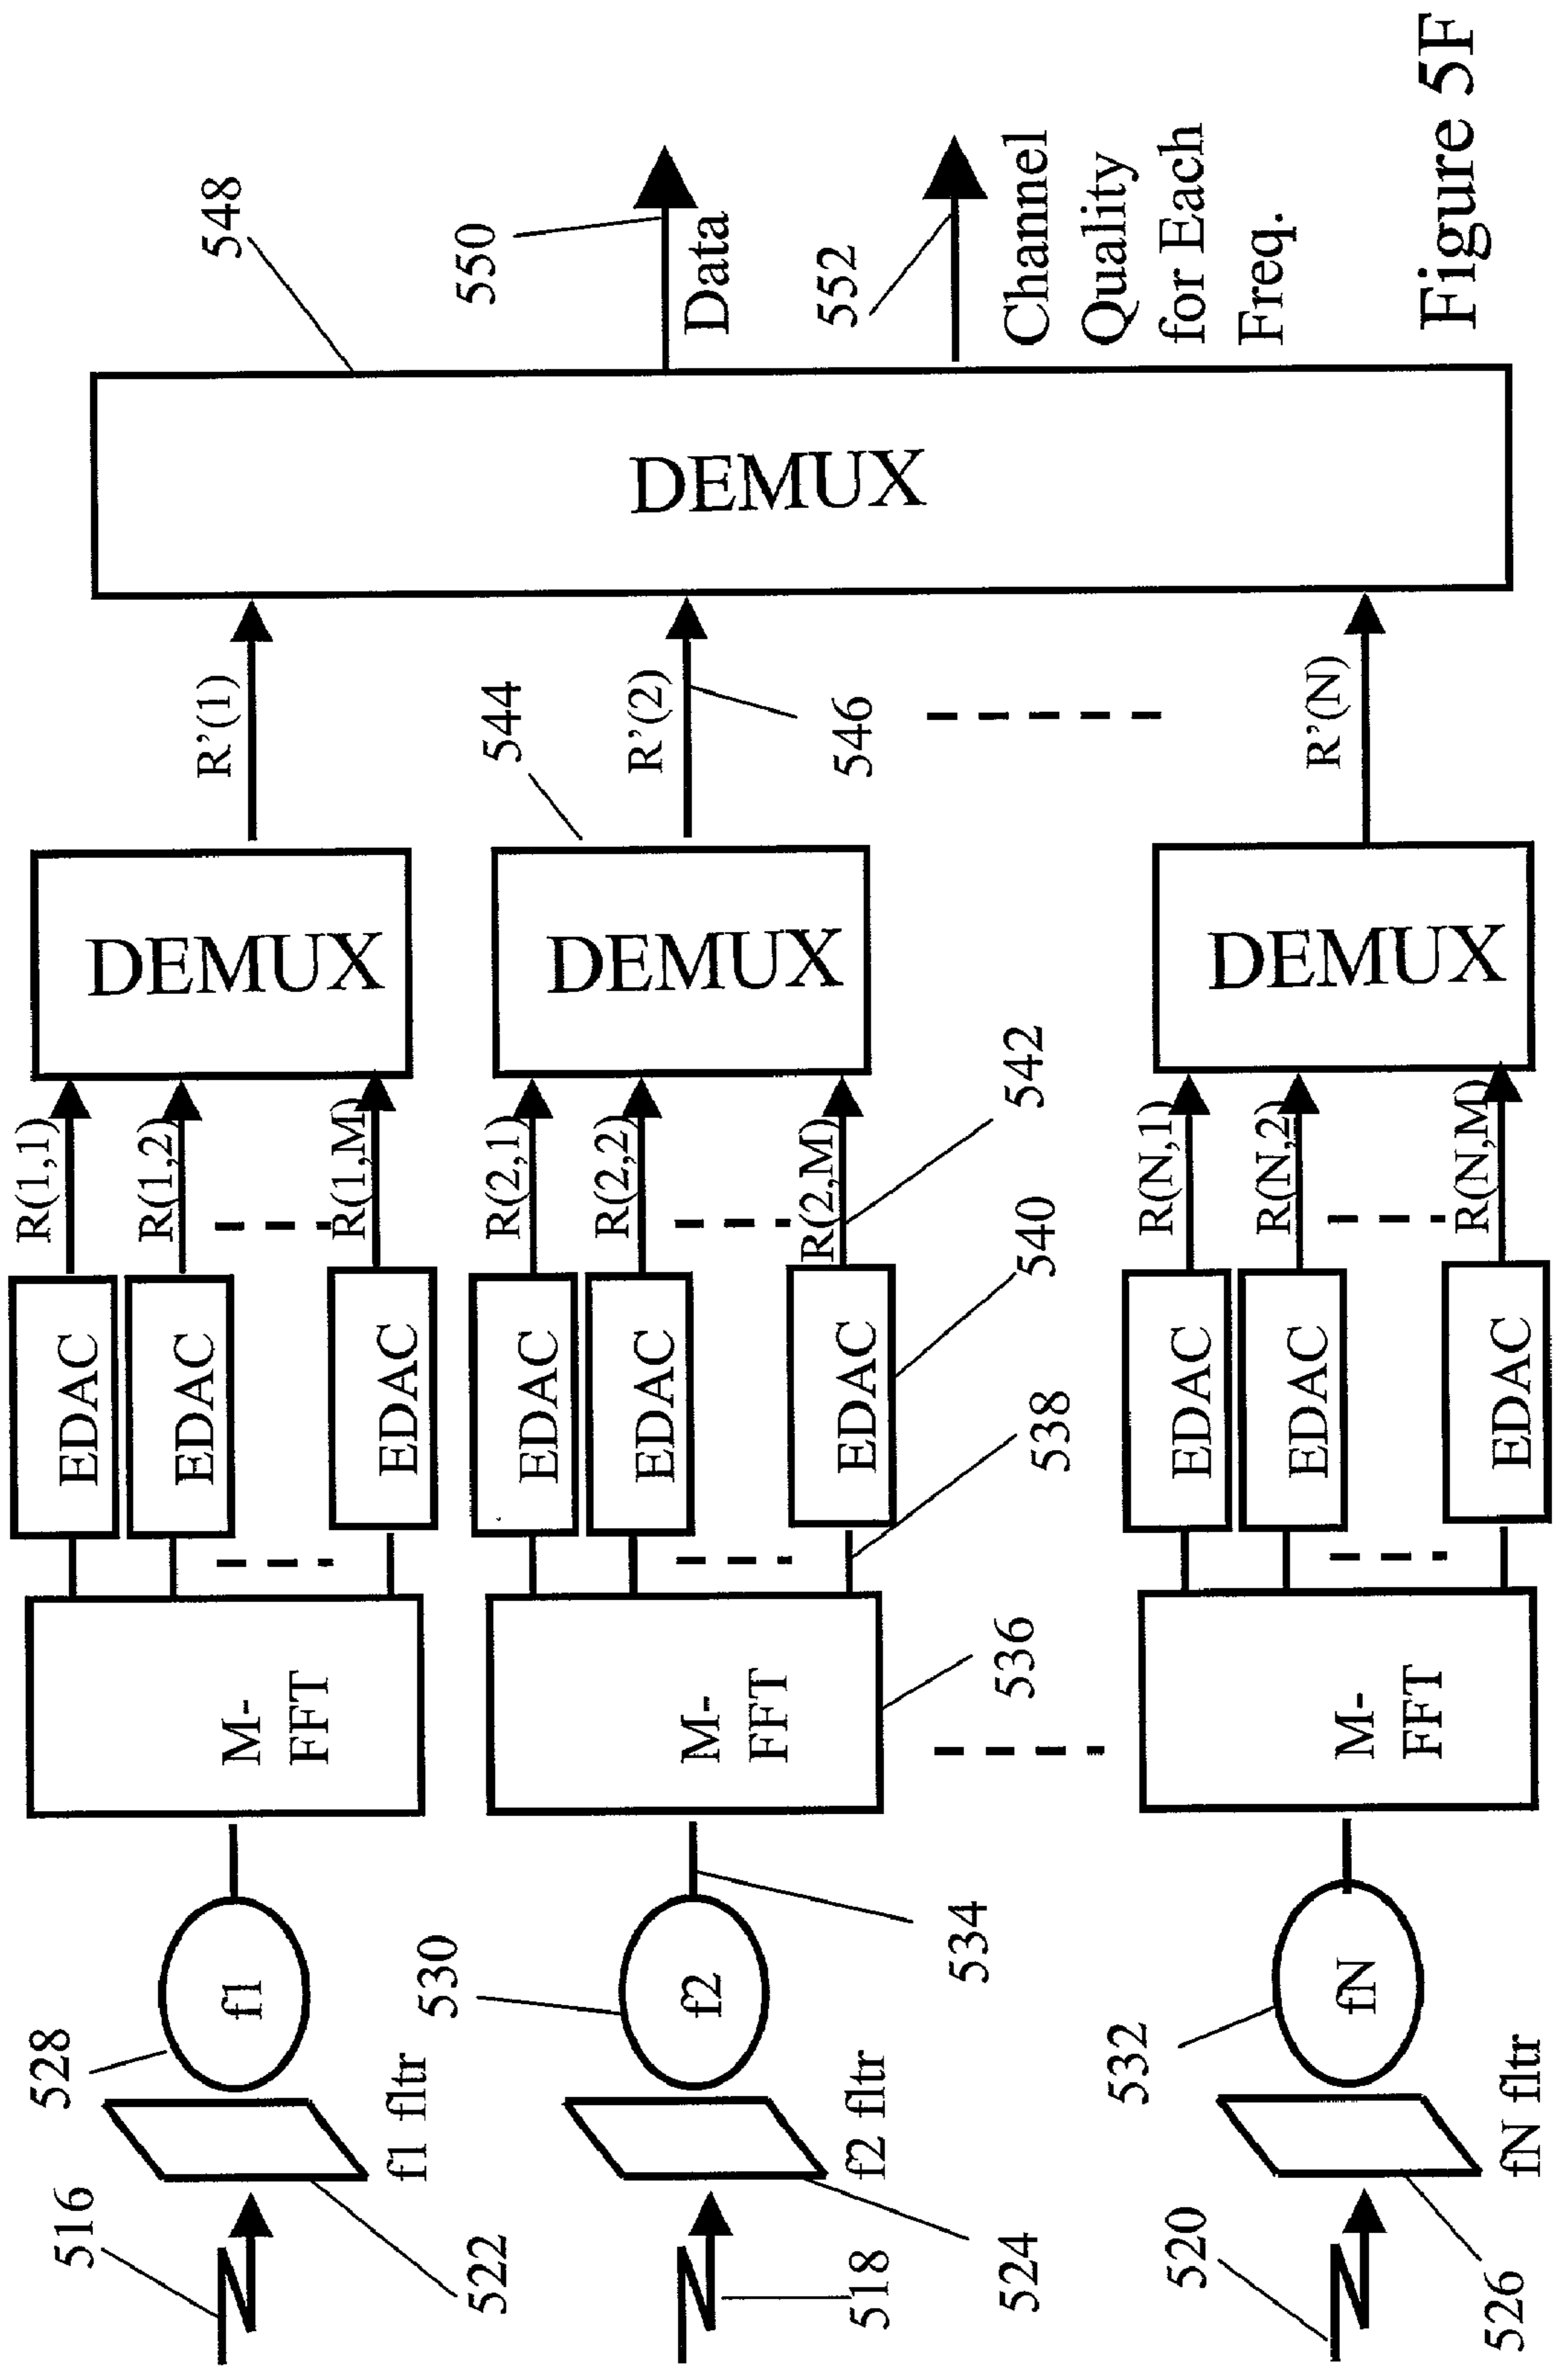 516
522
f1 fltr
528
f1
M-
FFT
EDAC
EDAC
EDAC
R(1,1)
R(1,2)
R(1,M)
DEMUX
R'(1)
518
524
f2 fltr
530
f2
534
M-
FFT
536
538
EDAC
EDAC
EDAC
540
R(2,1)
R(2,2)
R(2,M)
542
DEMUX
544
R'(2)
546
520
526
fN fltr
532
fN
M-
FFT
EDAC
EDAC
EDAC
R(N,1)
R(N,2)
R(N,M)
DEMUX
R'(N)
DEMUX
548
550
Data
552
Channel
Quality
for Each
Freq.
Figure 5F